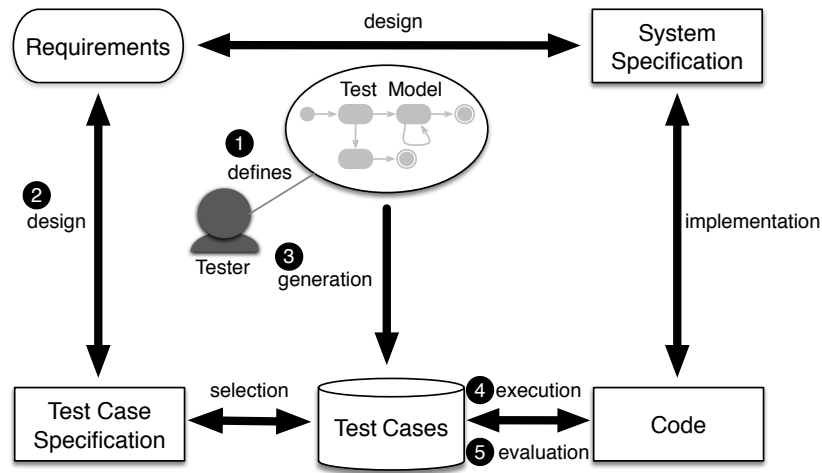 design
Requirements
System
Specification
Test Model
1
defines
2
design
Tester
3
generation
implementation
selection
4 execution
Test Case
Specification
Test Cases
5 evaluation
Code